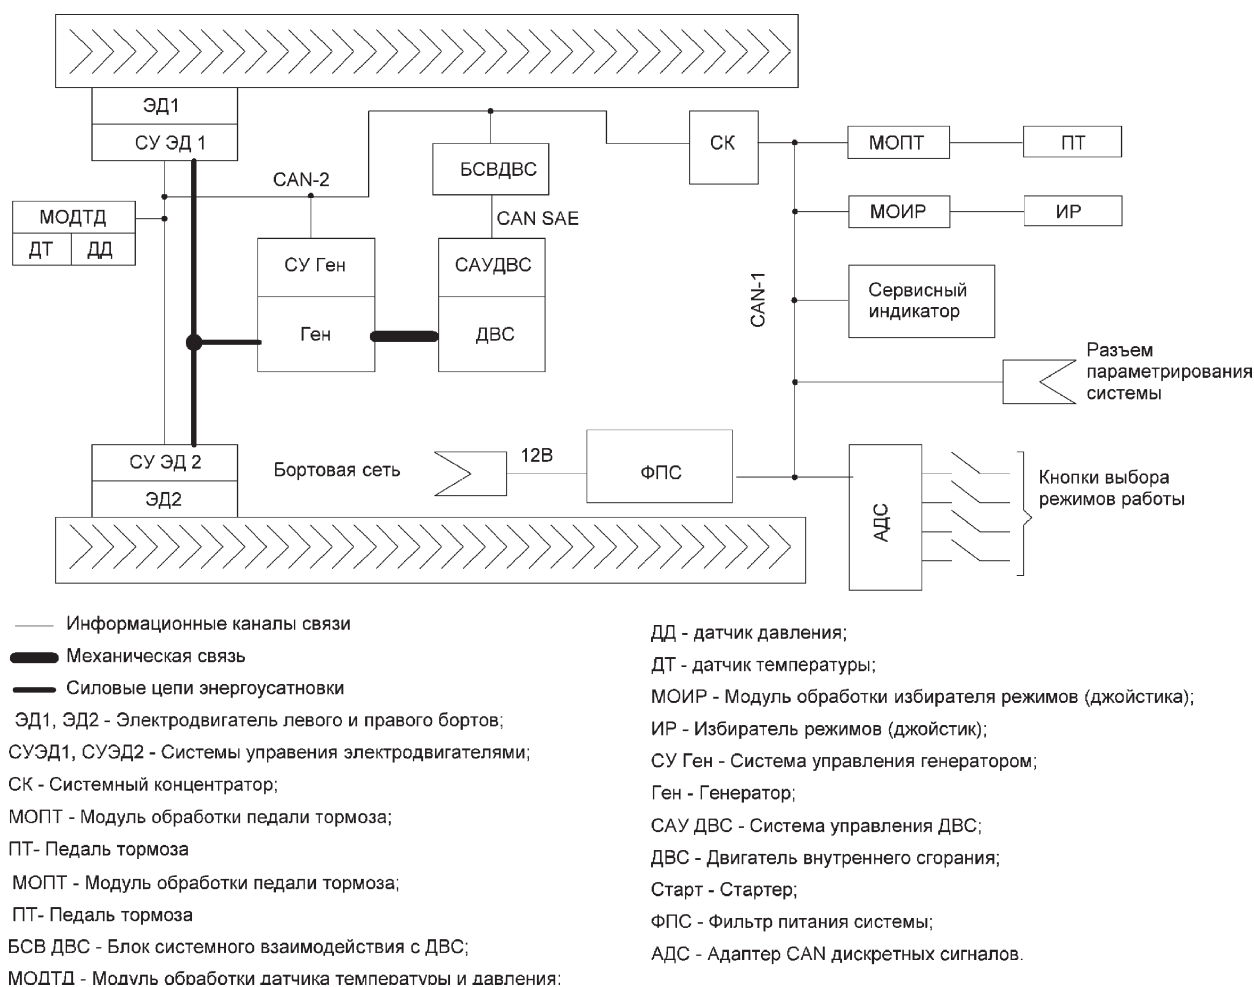 ЭД1
СУ ЭД 1
CAN-2
БСВДВС
СК
МОПТ
ПТ
МОДТД
ДТ
ДД
CAN SAE
МОИР
ИР
СУ Ген
САУДВС
Ген
ДВС
CAN-1
Сервисный
индикатор
Разъем
параметрирования
системы
СУ ЭД 2
ЭД2
Бортовая сеть
12В
ФПС
АДС
Кнопки выбора
режимов работы
Информационные каналы связи
Механическая связь
Силовые цепи энергоусатновки
ЭД1, ЭД2 - Электродвигатель левого и правого бортов;
СУЭД1, СУЭД2 - Системы управения электродвигателями;
СК - Системный концентратор;
МОПТ - Модуль обработки педали тормоза;
ПТ- Педаль тормоза
МОПТ - Модуль обработки педали тормоза;
ПТ- Педаль тормоза
БСВ ДВС - Блок системного взаимодействия с ДВС;
МОДТД - Модуль обработки датчика температуры и давления;
ДД - датчик давления;
ДТ - датчик температуры;
МОИР - Модуль обработки избирателя режимов (джойстика);
ИР - Избиратель режимов (джойстик);
СУ Ген - Система управления генератором;
Ген - Генератор;
САУ ДВС - Система управления ДВС;
ДВС - Двигатель внутреннего сгорания;
Старт - Стартер;
ФПС - Фильтр питания системы;
АДС - Адаптер CAN дискретных сигналов.